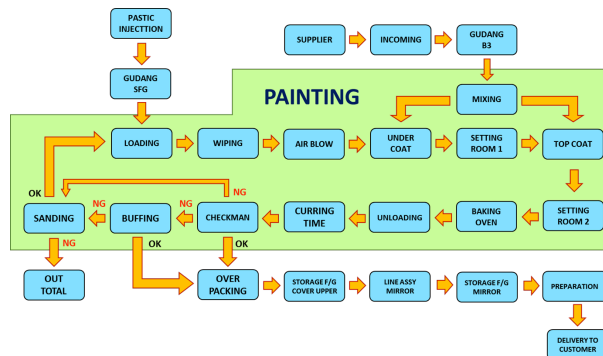 PASTIC
INJECTTION
SUPPLIER
INCOMING
GUDANG
B3
GUDANG
SFG
PAINTING
MIXING
LOADING
WIPING
AIR BLOW
UNDER
COAT
SETTING
ROOM 1
TOP COAT
OK
NG
SANDING
NG
BUFFING
NG
CHECKMAN
CURRING
TIME
UNLOADING
BAKING
OVEN
SETTING
ROOM 2
NG
OK
OK
OUT
TOTAL
OVER
PACKING
STORAGE F/G
COVER UPPER
LINE ASSY
MIRROR
STORAGE F/G
MIRROR
PREPARATION
DELIVERY TO
CUSTOMER